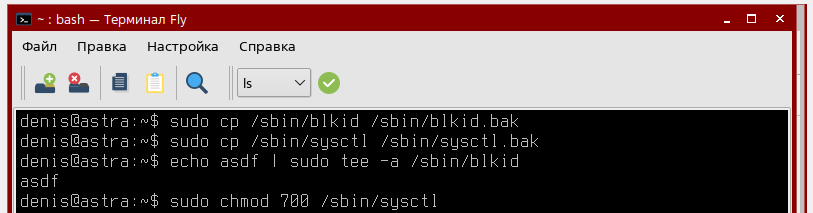 ~ : bash — Терминал Fly
Файл Правка Настройка Справка
ls
denis@astra:~$ sudo cp /sbin/blkid /sbin/blkid.bak
denis@astra:~$ sudo cp /sbin/sysctl /sbin/sysctl.bak
denis@astra:~$ echo asdf | sudo tee -a /sbin/blkid
asdf
denis@astra:~$ sudo chmod 700 /sbin/sysctl